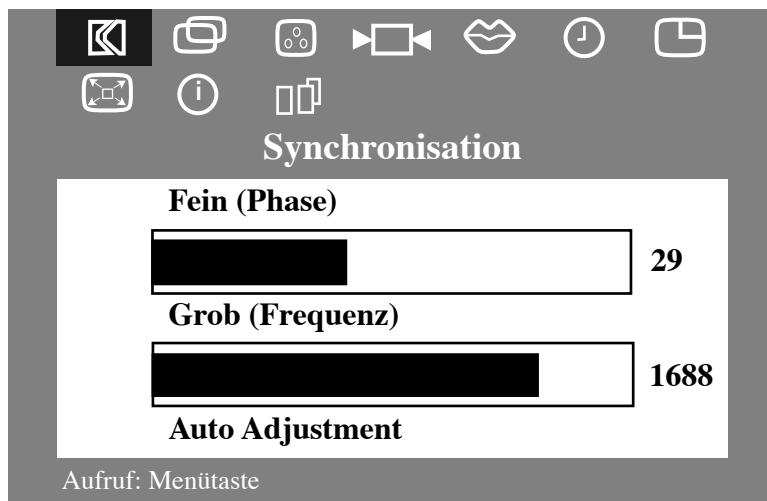 Synchronisation
Fein (Phase)
29
Grob (Frequenz)
1688
Auto Adjustment
Aufruf: Menütaste